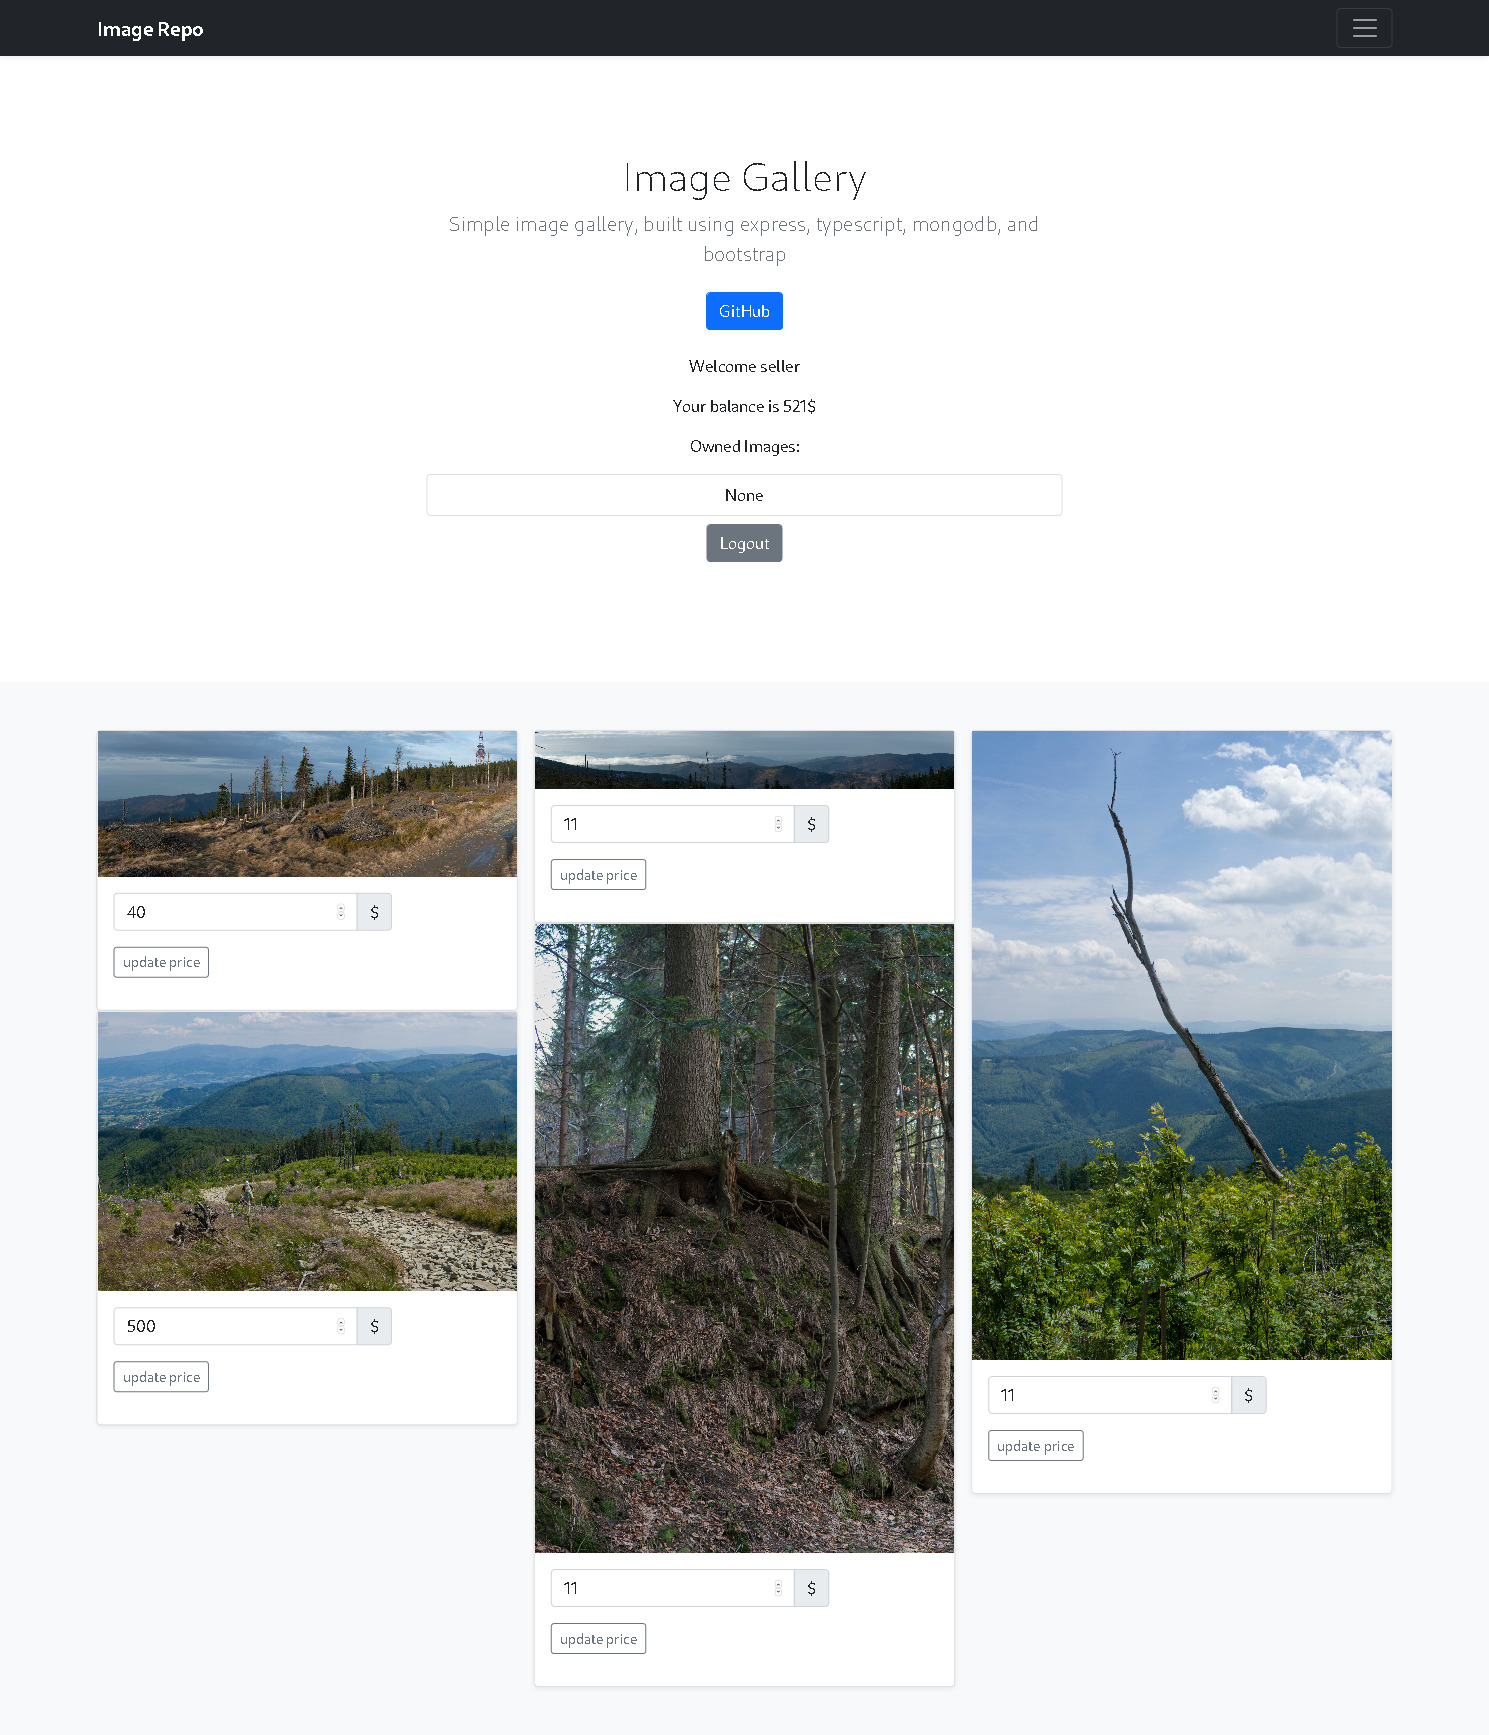 Image Repo
Image Gallery
Simple image gallery, built using express, typescript, mongodb, and
bootstrap
GitHub
Welcome seller
Your balance is 521$
Owned Images:
None
Logout
40 $
update price
500 $
update price
11 $
update price
11 $
update price
11 $
update price